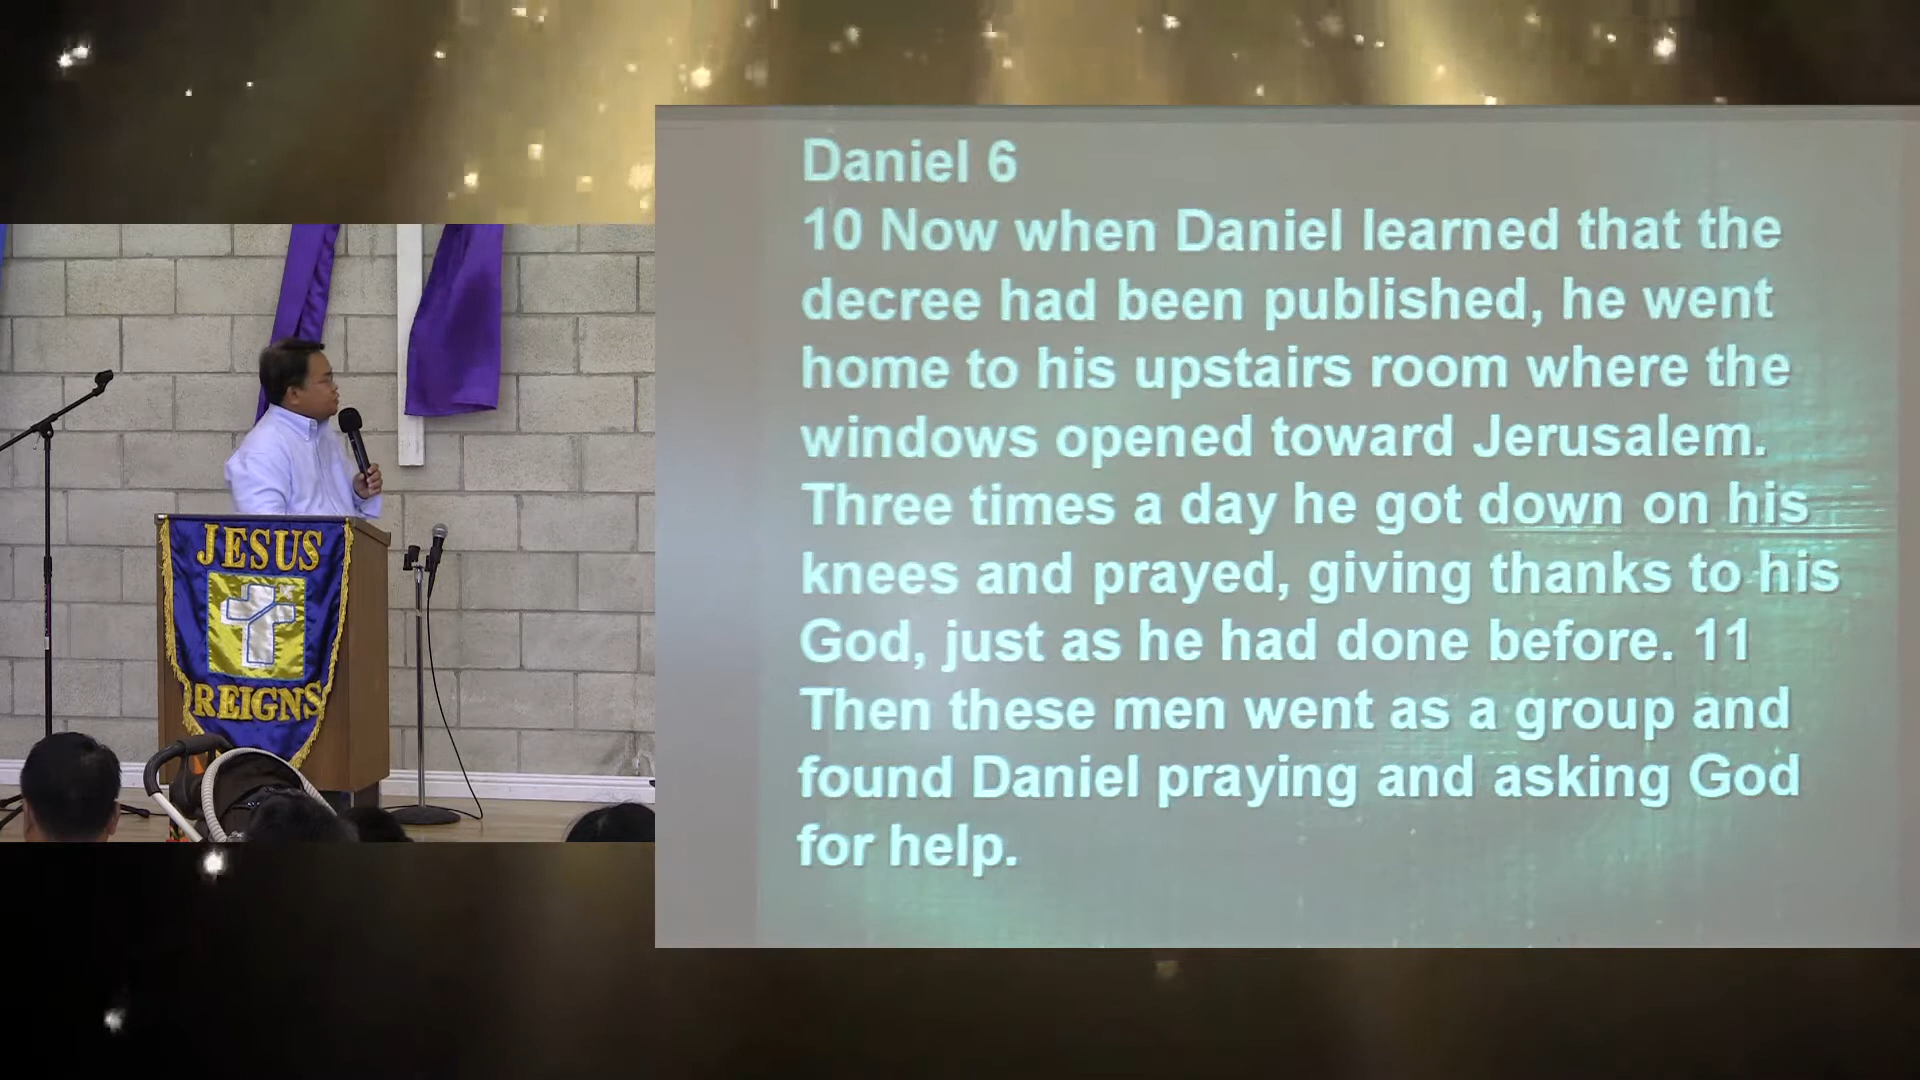 JESUS
REIGNS
Daniel 6
10 Now when Daniel learned that the
decree had been published, he went
home to his upstairs room where the
windows opened toward Jerusalem.
Three times a day he got down on his
knees and prayed, giving thanks to his
God, just as he had done before. 11
Then these men went as a group and
found Daniel praying and asking God
for help.